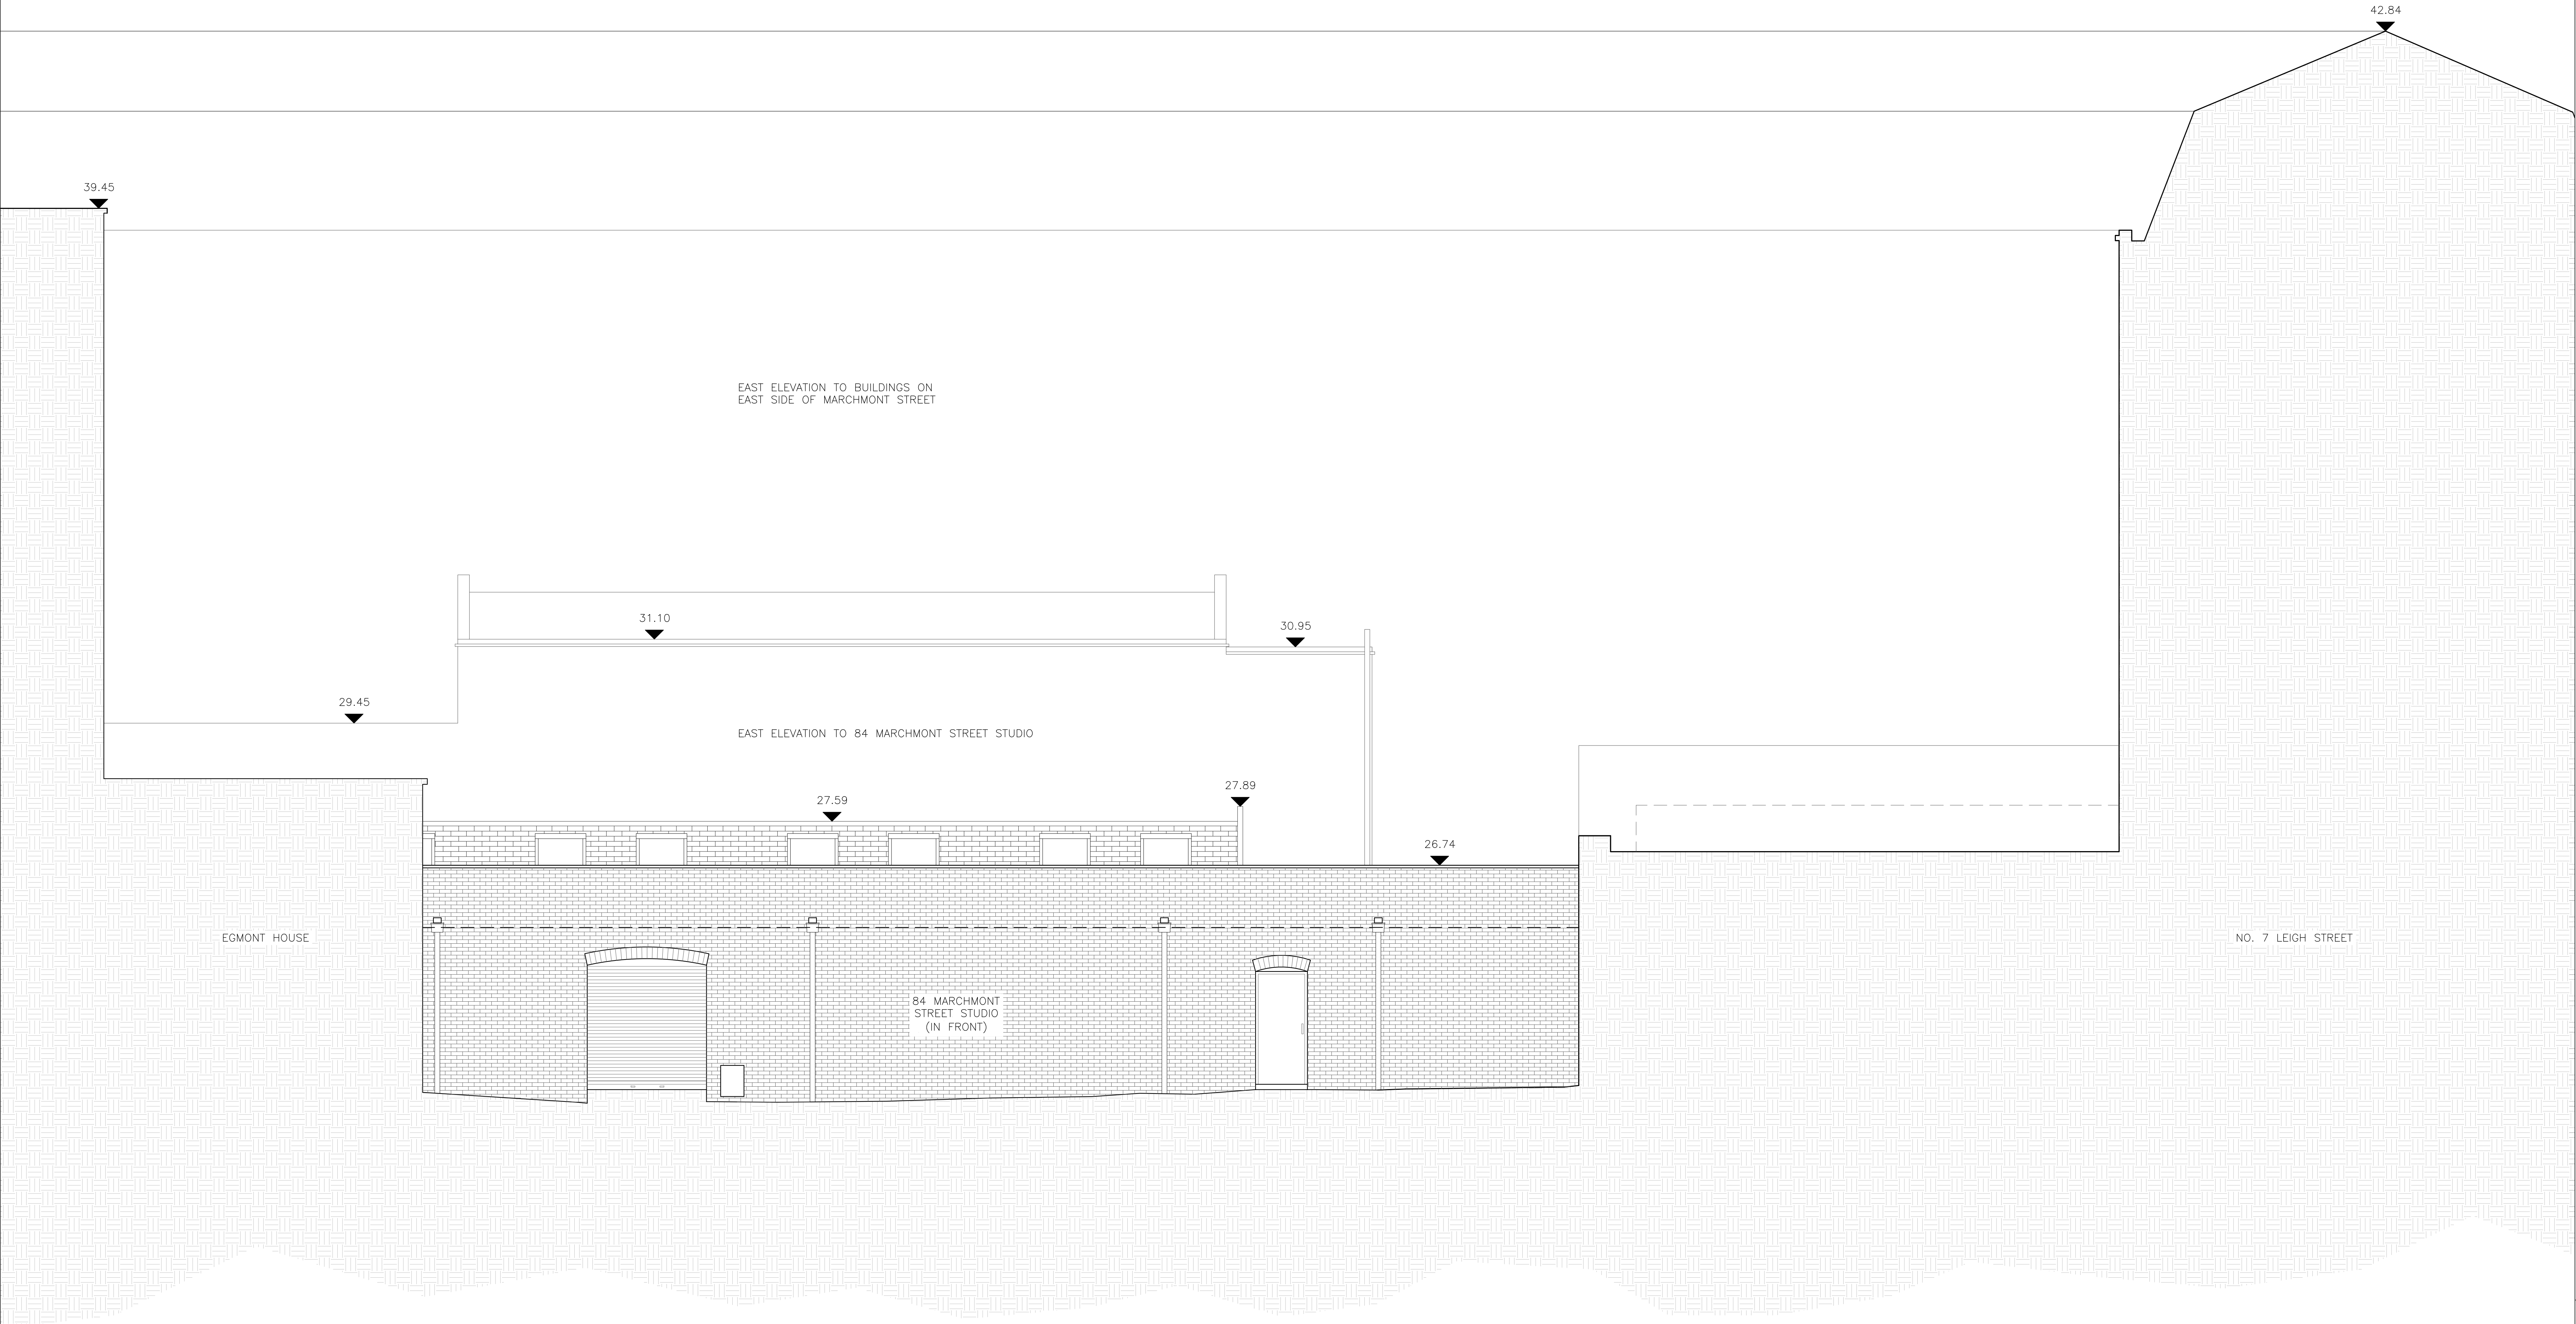 42.84
39.45
EAST ELEVATION TO BUILDINGS ON
EAST SIDE OF MARCHMONT STREET
31.10
30.95
29.45
EAST ELEVATION TO 84 MARCHMONT STREET STUDIO
27.89
27.59
26.74
EGMONT HOUSE
NO. 7 LEIGH STREET
84 MARCHMONT
STREET STUDIO
(IN FRONT)